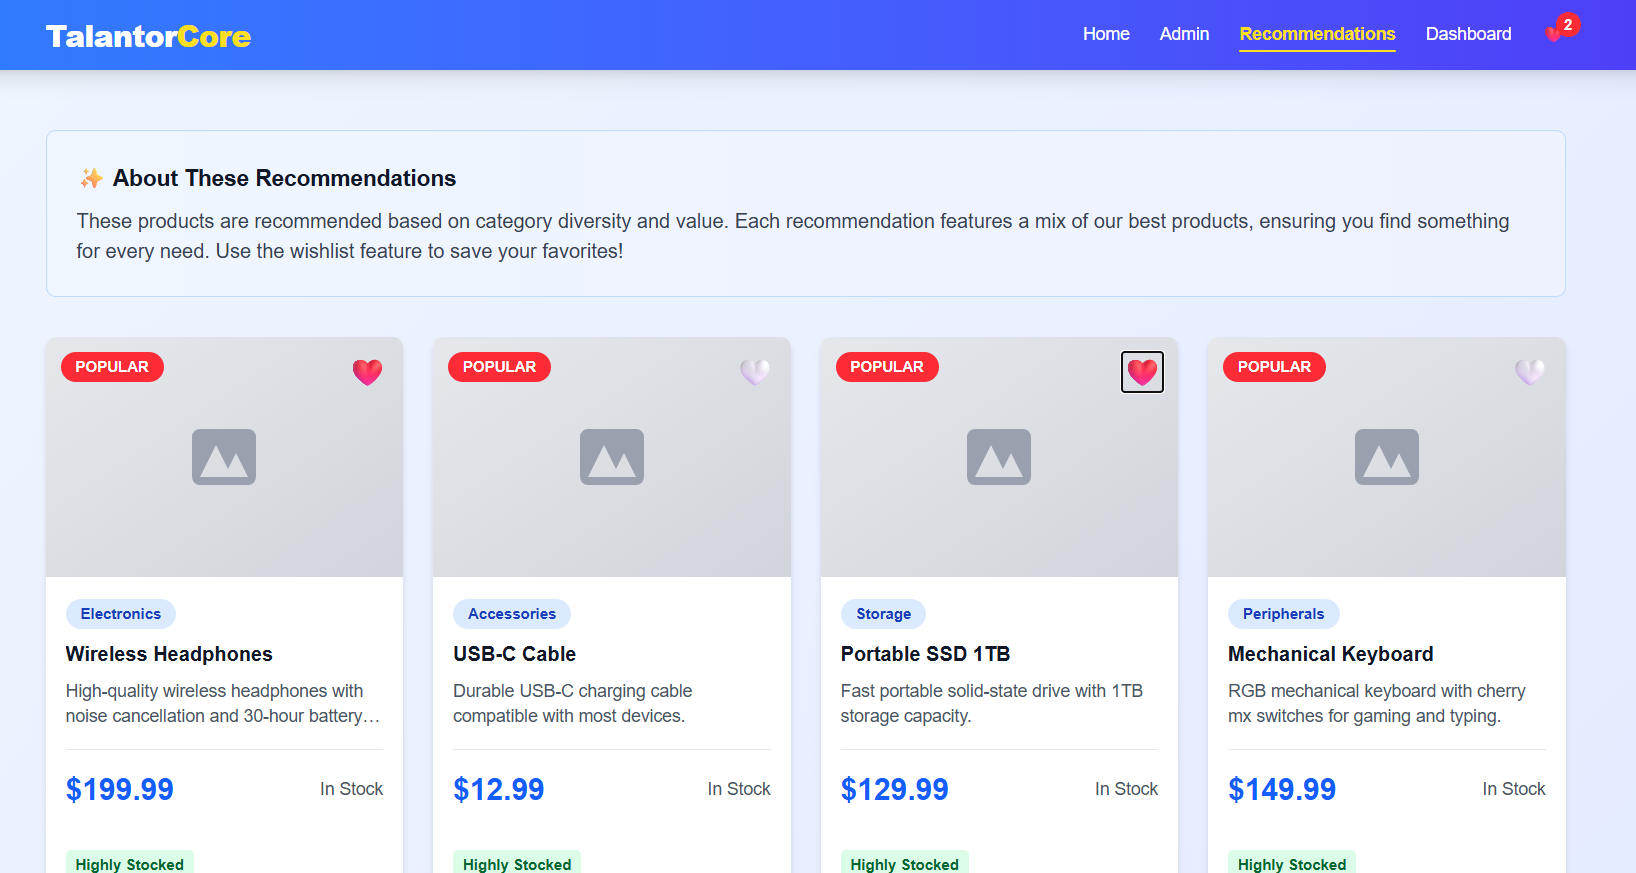 TalantorCore
Home Admin Recommendations Dashboard 2
✨ About These Recommendations
These products are recommended based on category diversity and value. Each recommendation features a mix of our best products, ensuring you find something
for every need. Use the wishlist feature to save your favorites!
POPULAR
POPULAR
POPULAR
POPULAR
Electronics
Wireless Headphones
High-quality wireless headphones with
noise cancellation and 30-hour battery…
$199.99 In Stock
Highly Stocked
Accessories
USB-C Cable
Durable USB-C charging cable
compatible with most devices.
$12.99 In Stock
Highly Stocked
Storage
Portable SSD 1TB
Fast portable solid-state drive with 1TB
storage capacity.
$129.99 In Stock
Highly Stocked
Peripherals
Mechanical Keyboard
RGB mechanical keyboard with cherry
mx switches for gaming and typing.
$149.99 In Stock
Highly Stocked